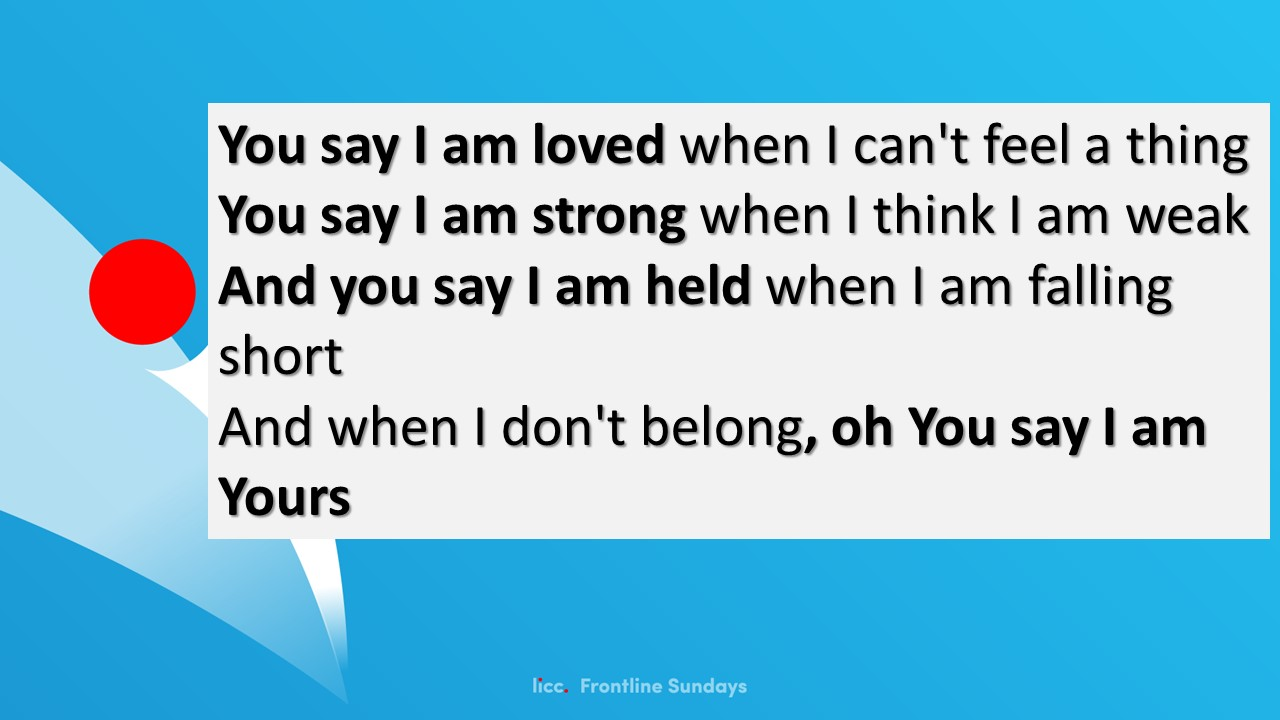 You say I am loved when I can't feel a thing
You say I am strong when I think I am weak
And you say I am held when I am falling
short
And when I don't belong, oh You say I am
Yours
licc. Frontline Sundays